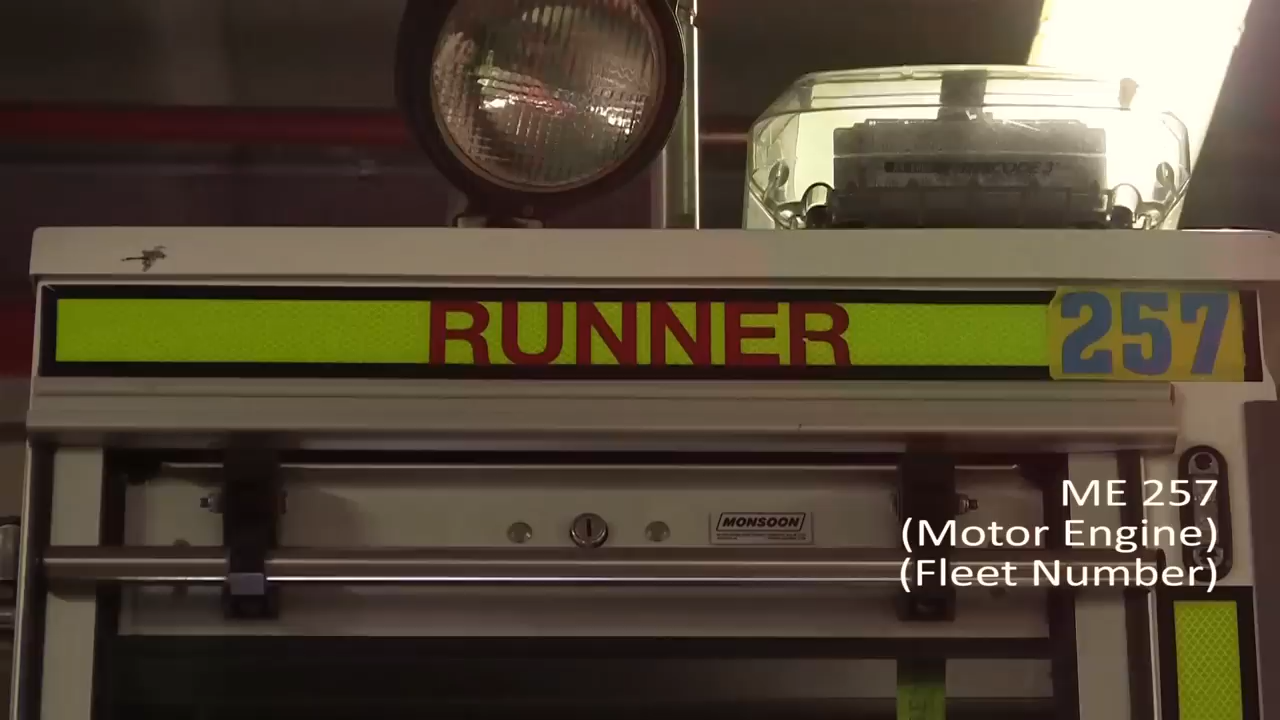 RUNNER 257
MONSOON
ME 257
(Motor Engine)
(Fleet Number)